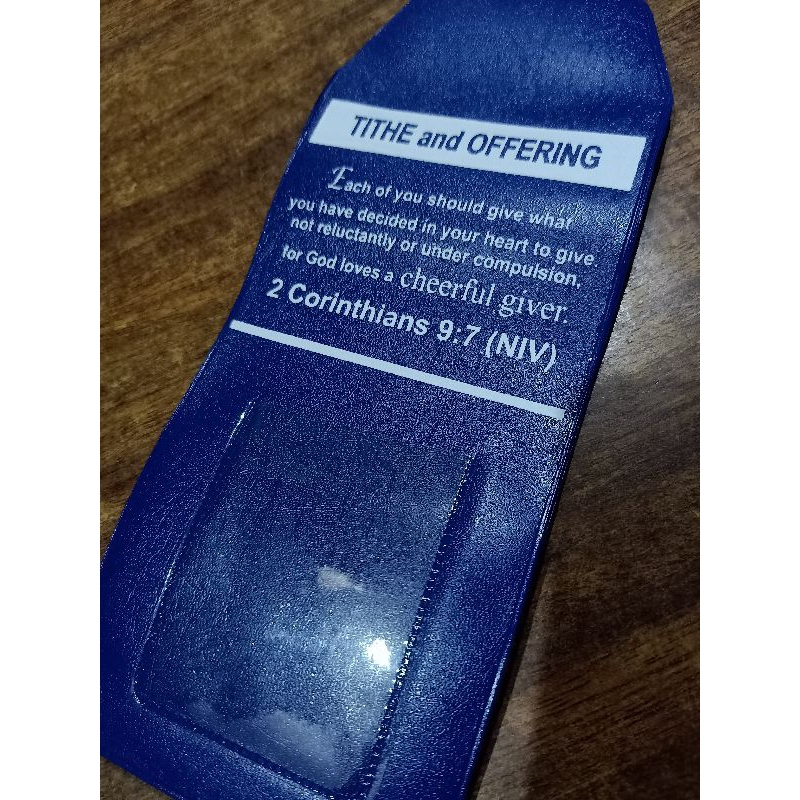 TITHE and OFFERING
Each of you should give what
you have decided in your heart to give.
not reluctantly or under compulsion,
for God loves a cheerful giver.
2 Corinthians 9:7 (NIV)